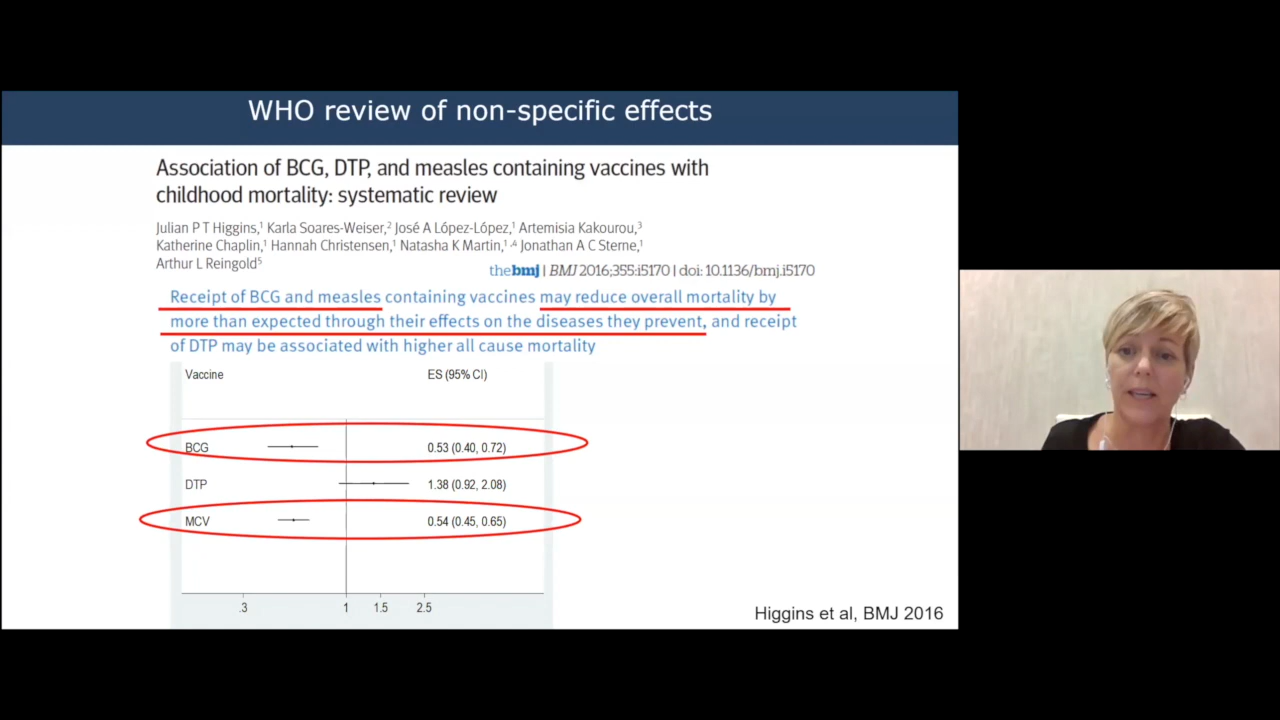 WHO review of non-specific effects
Association of BCG, DTP, and measles containing vaccines with
childhood mortality: systematic review
Julian P T Higgins,¹ Karla Soares-Weiser,² José A López-López,¹ Artemisia Kakourou,³
Katherine Chaplin,¹ Hannah Christensen,¹ Natasha K Martin,¹ ,⁴ Jonathan A C Sterne,¹
Arthur L Reingold⁵
thebmj | BMJ 2016;355:i5170 | doi: 10.1136/bmj.i5170
Receipt of BCG and measles containing vaccines may reduce overall mortality by
more than expected through their effects on the diseases they prevent, and receipt
of DTP may be associated with higher all cause mortality
Vaccine ES (95% CI)
BCG 0.53 (0.40, 0.72)
DTP 1.38 (0.92, 2.08)
MCV 0.54 (0.45, 0.65)
.3 1 1.5 2.5
Higgins et al, BMJ 2016